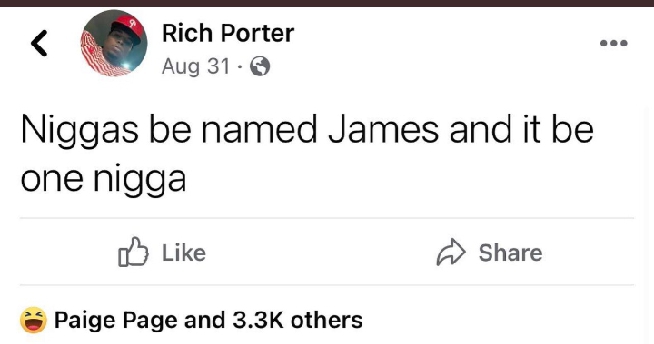 Rich Porter
Aug 31 ·
Niggas be named James and it be
one nigga
Like
Share
Paige Page and 3.3K others